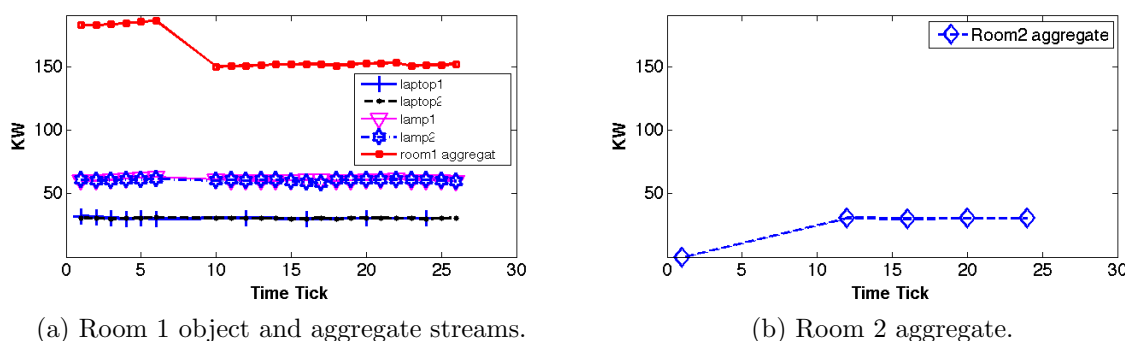 150
100
50
KW
0
5
10
15
20
25
30
Time Tick
laptop1
laptop2
lamp1
lamp2
room1 aggregat
(a) Room 1 object and aggregate streams.
150
100
50
KW
0
5
10
15
20
25
30
Time Tick
Room2 aggregate
(b) Room 2 aggregate.